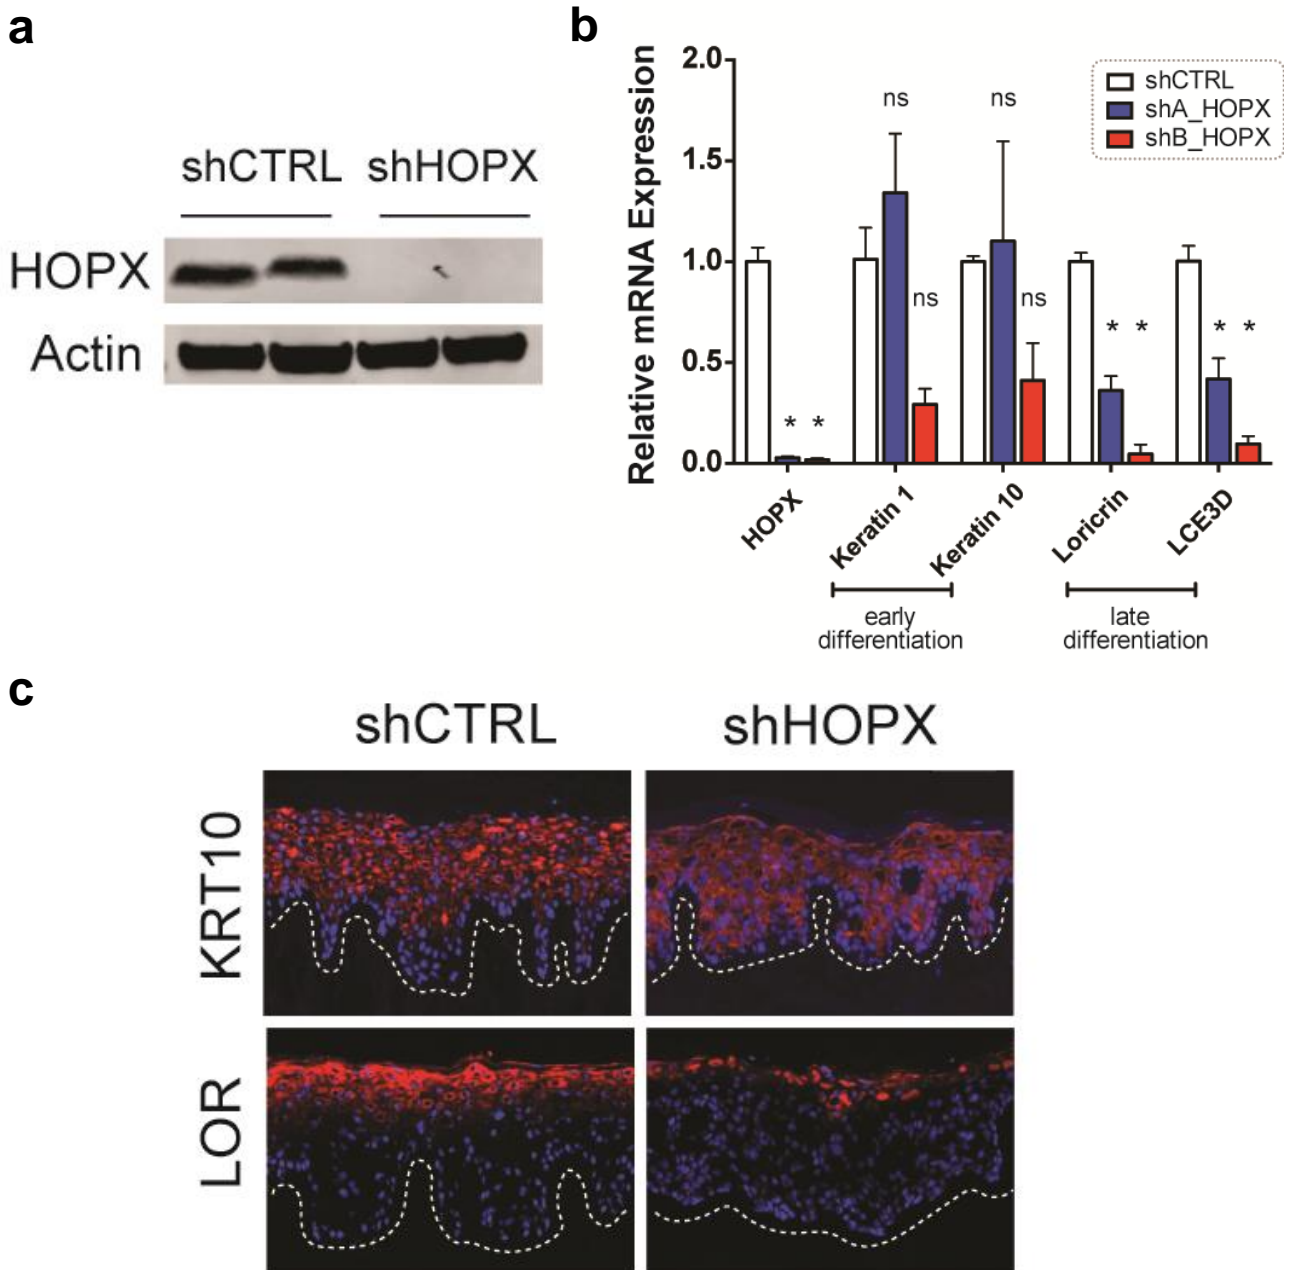 a
shCTRL shHOPX
HOPX
Actin
b
Relative mRNA Expression
2.0
1.5
1.0
0.5
0.0
shCTRL
shA_HOPX
shB_HOPX
ns
ns
ns
ns
* *
* *
* *
HOPX
Keratin 1
Keratin 10
Loricrin
LCE3D
early
differentiation
late
differentiation
c
shCTRL shHOPX
KRT10
LOR